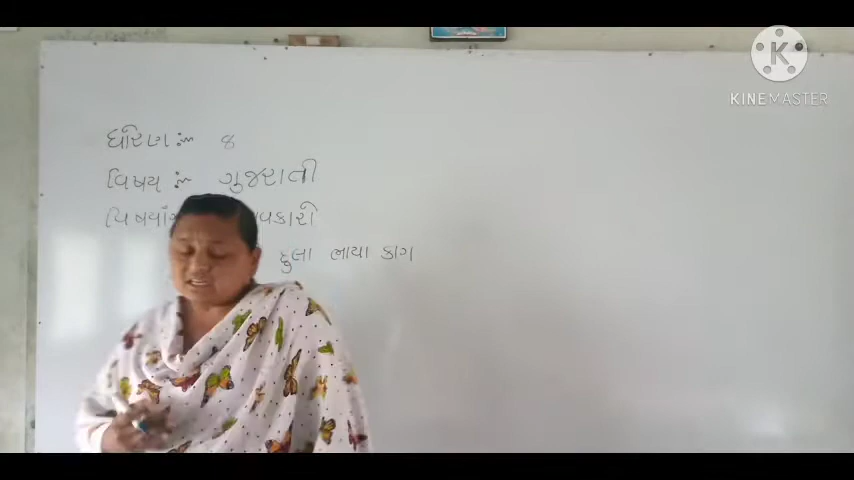 ધોરણ :- ૪
વિષય :- ગુજરાતી
દુલા ભાયા કાગ
K
KINEMASTER